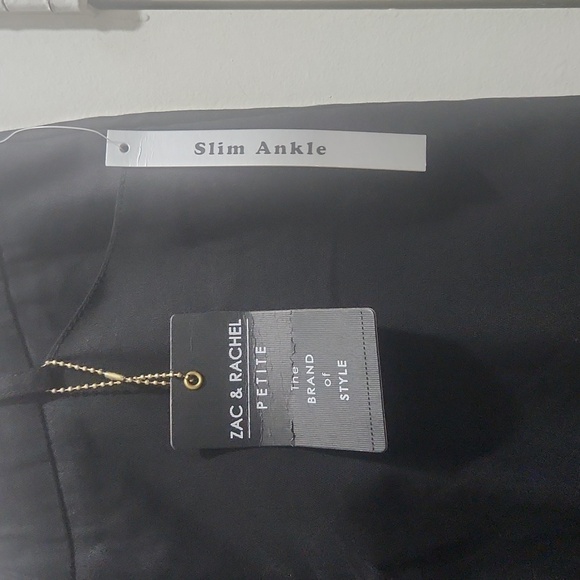 Slim Ankle
ZAC & RACHEL
PETITE
The
BRAND
of
STYLE